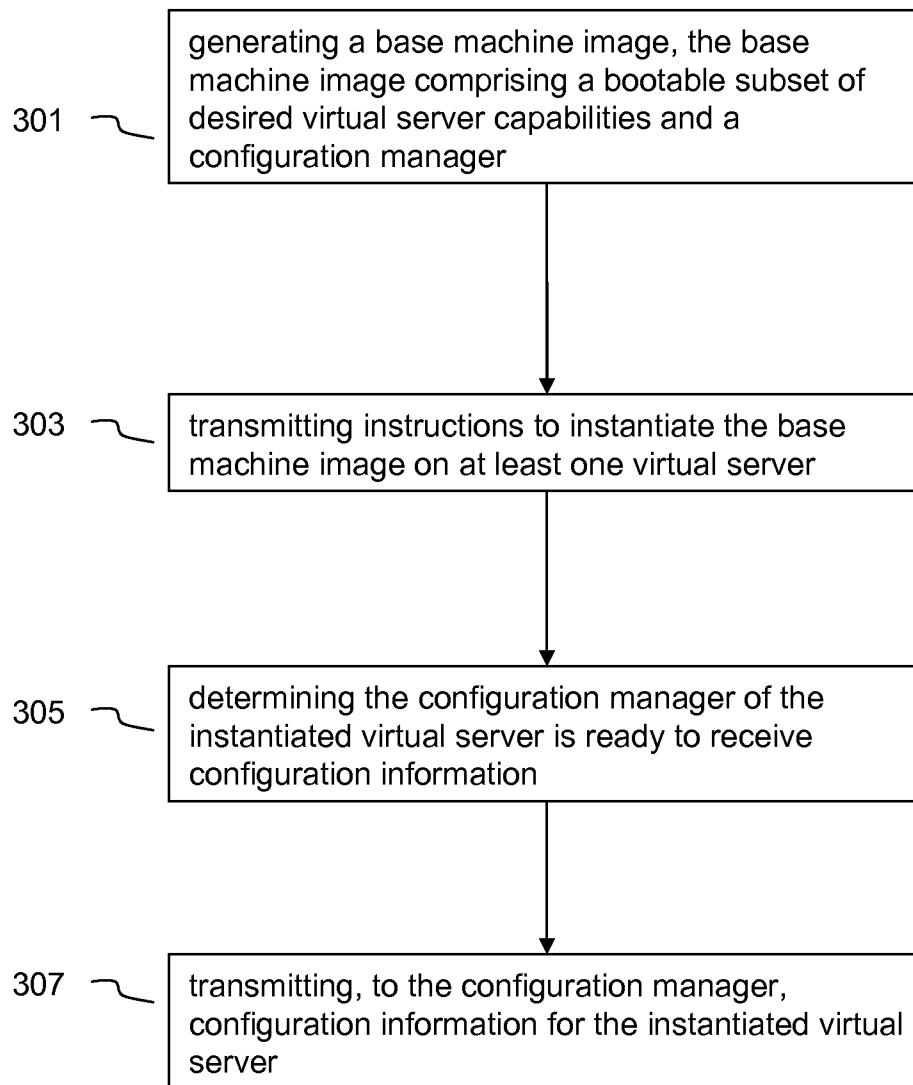 generating a base machine image, the base
machine image comprising a bootable subset of
301
desired virtual server capabilities and a
configuration manager
303
transmitting instructions to instantiate the base
machine image on at least one virtual server
305
determining the configuration manager of the
instantiated virtual server is ready to receive
configuration information
307
transmitting, to the configuration manager,
configuration information for the instantiated virtual
server